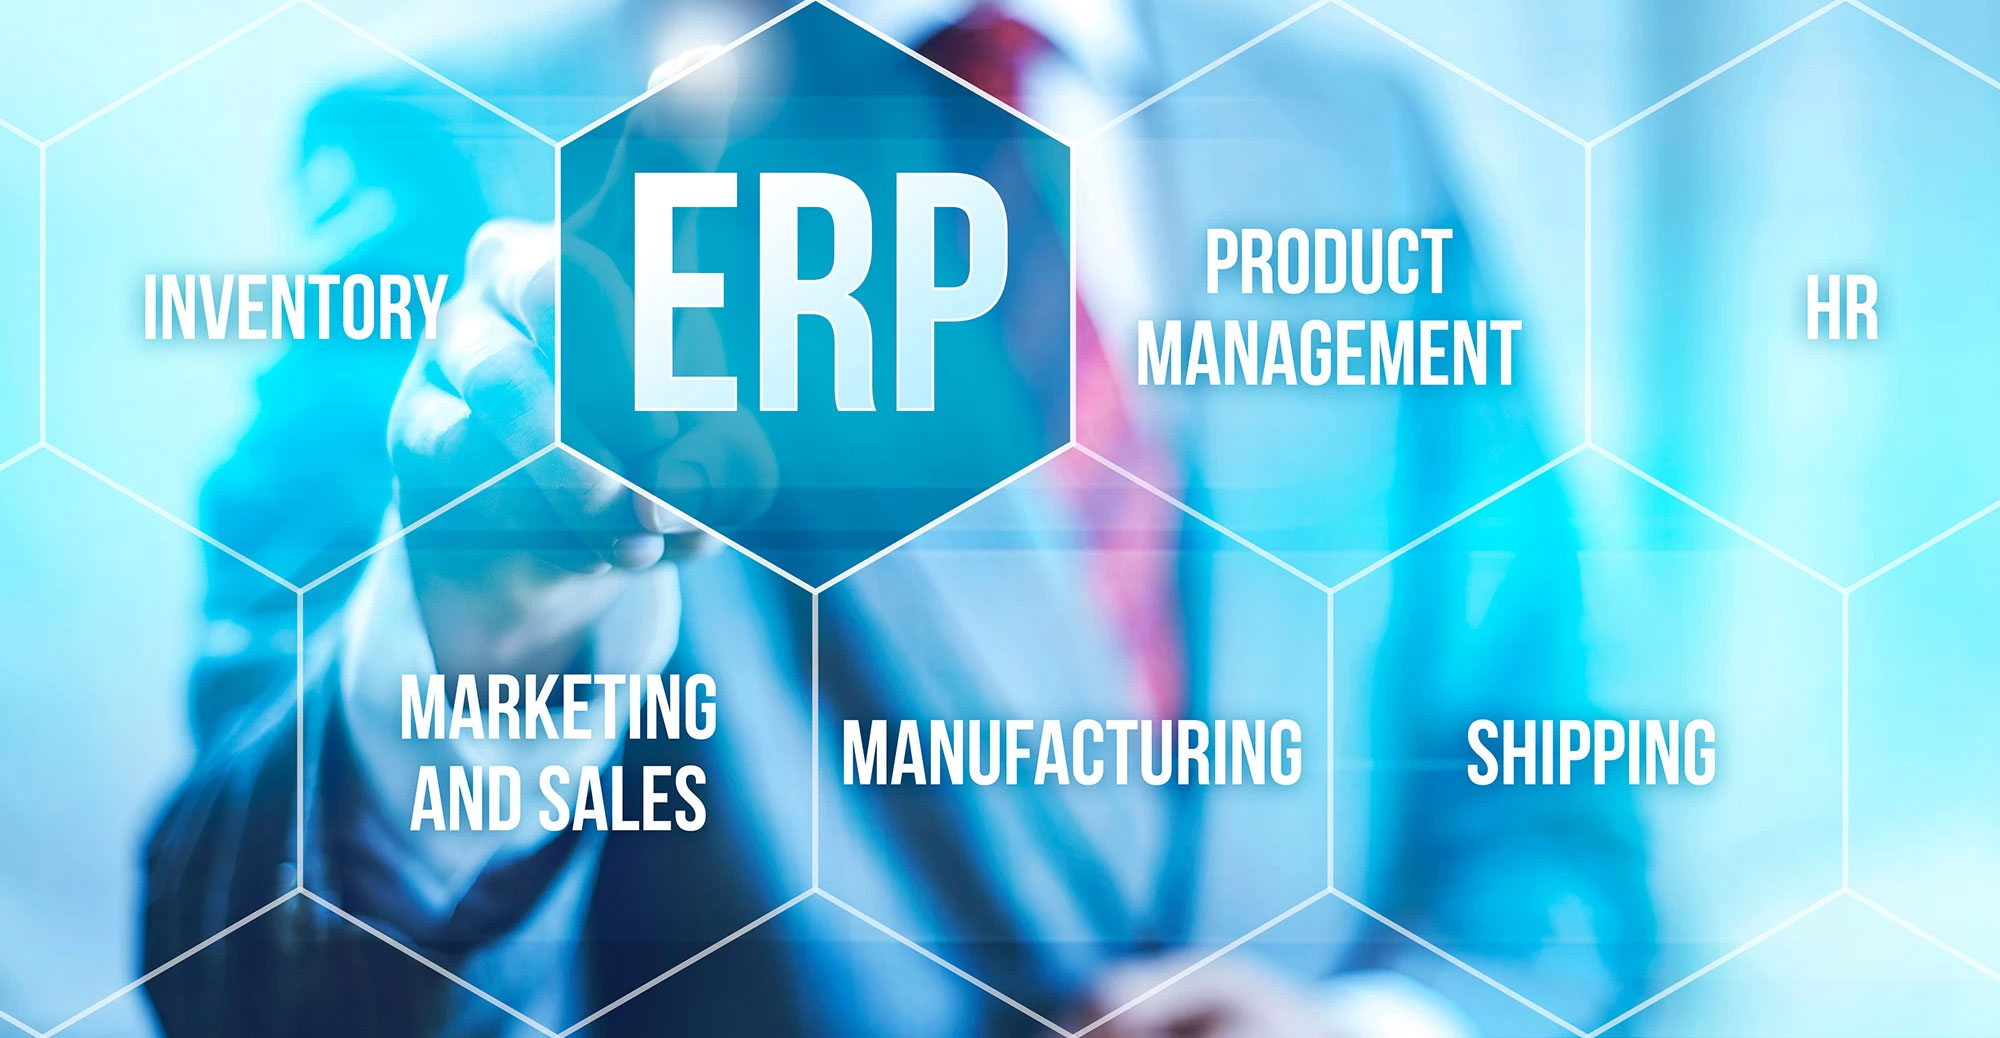 INVENTORY
ERP
PRODUCT
MANAGEMENT
HR
MARKETING
AND SALES
MANUFACTURING
SHIPPING